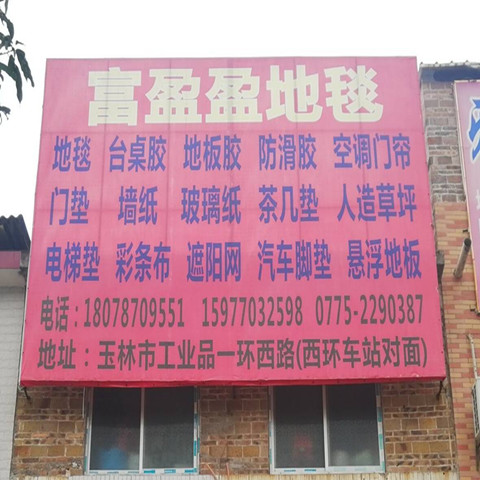 富盈盈地毯
地毯 台桌胶 地板胶 防滑胶 空调门帘
门垫 墙纸 玻璃纸 茶几垫 人造草坪
电梯垫 彩条布 遮阳网 汽车脚垫 悬浮地板
电话:18078709551 15977032598 0775-2290387
地址:玉林市工业品一环西路(西环车站对面)